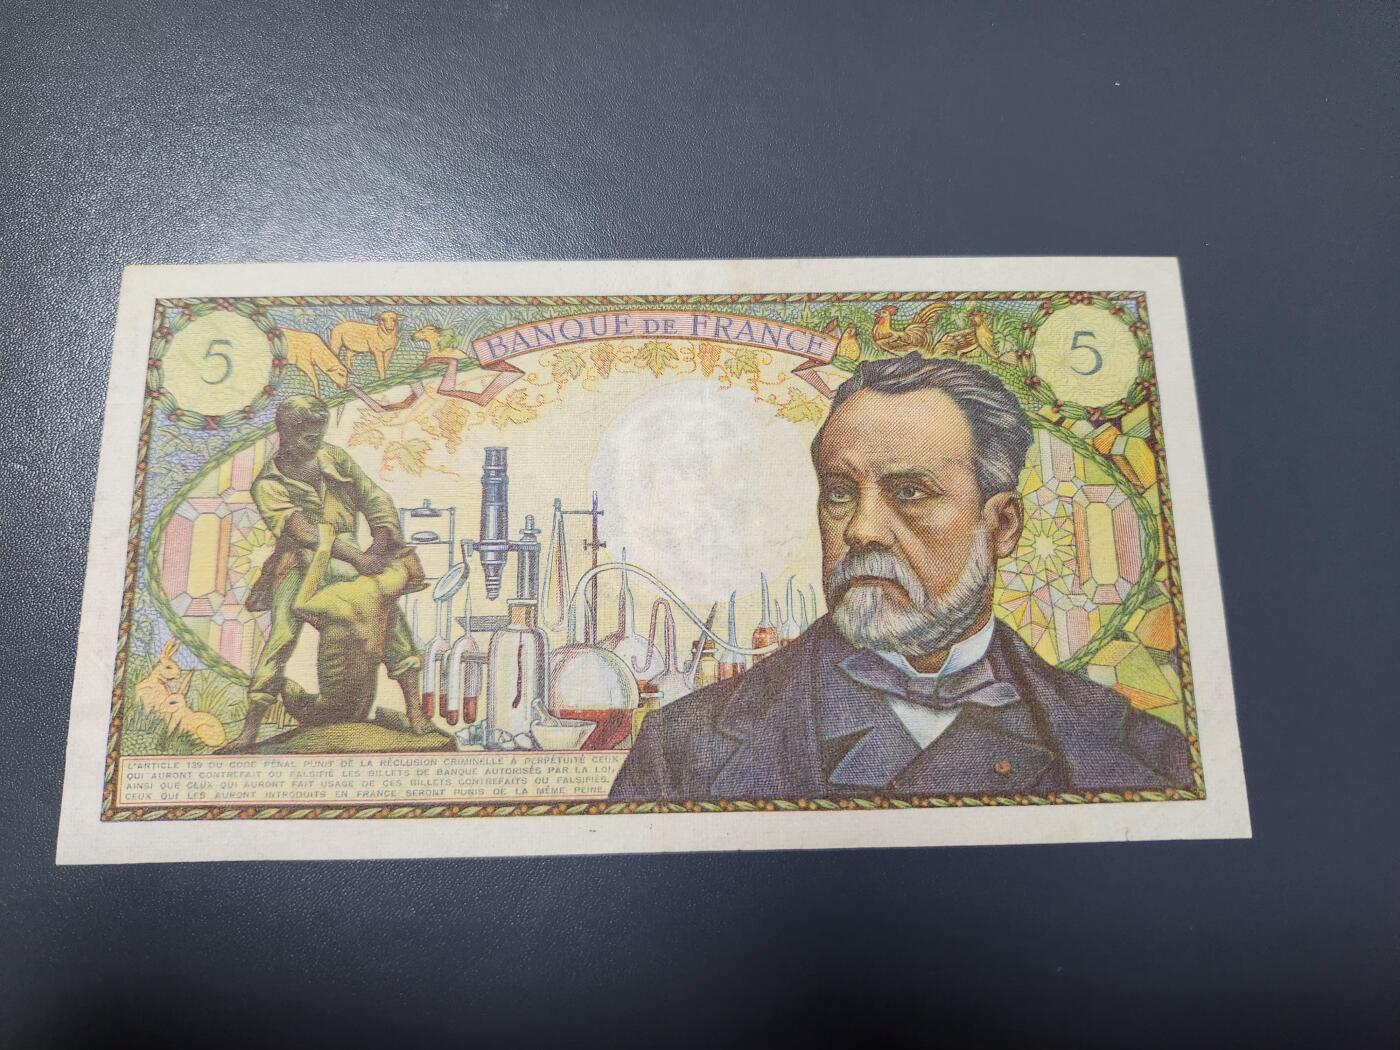 5
BANQUE DE FRANCE
5
L'ARTICLE 139 DU CODE PÉNAL PUNIT DE LA RÉCLUSION CRIMINELLE À PERPÉTUITÉ CEUX
QUI AURONT CONTREFAIT OU FALSIFIÉ LES BILLETS DE BANQUE AUTORISÉS PAR LA LOI,
AINSI QUE CEUX QUI AURONT FAIT USAGE DE CES BILLETS CONTREFAITS OU FALSIFIÉS.
CEUX QUI LES AURONT INTRODUITS EN FRANCE SERONT PUNIS DE LA MÊME PEINE.